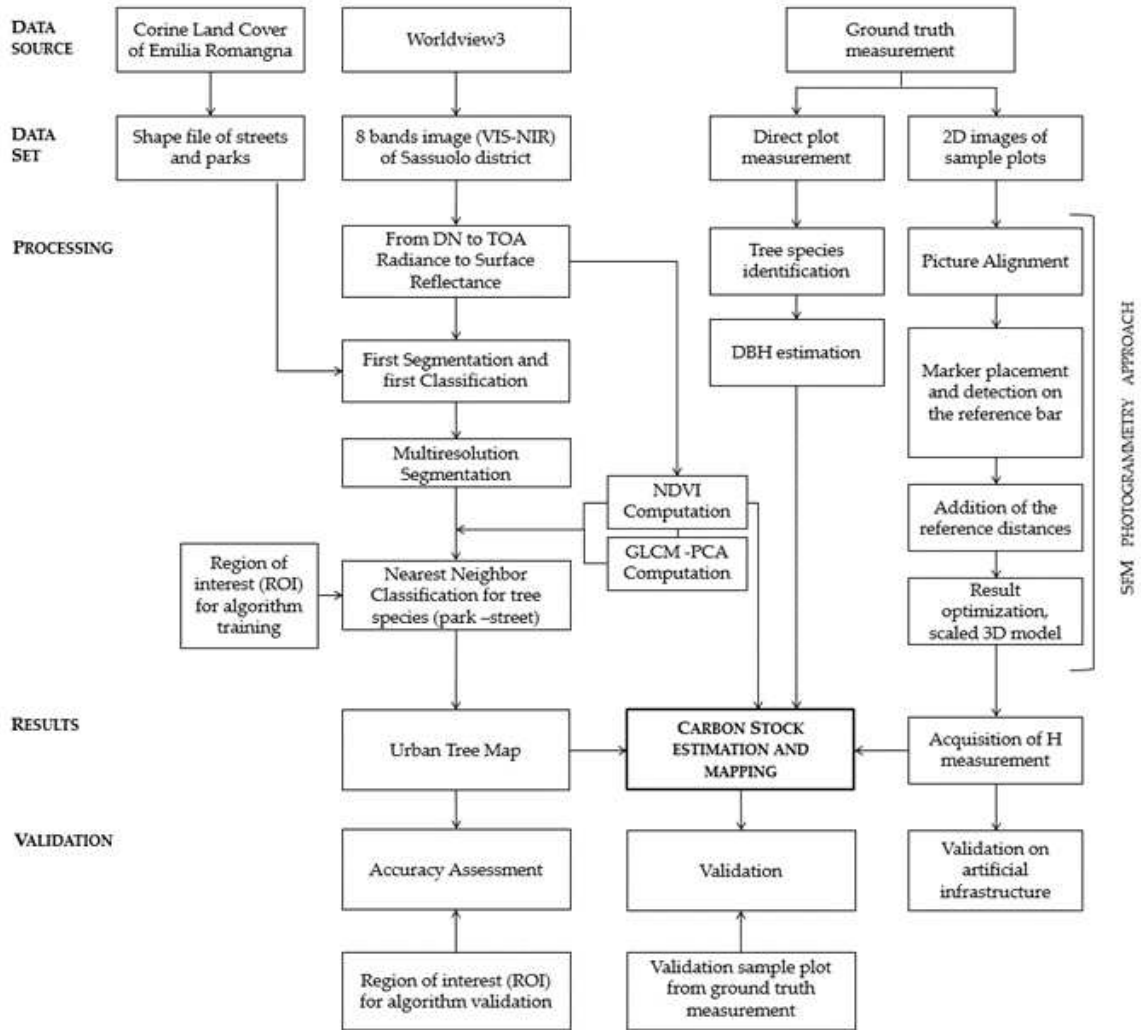 DATA
SOURCE
Corine Land Cover
of Emilia Romangna
Worldview3
Ground truth
measurement
DATA
SET
Shape file of streets
and parks
8 bands image (VIS-NIR)
of Sassuolo district
Direct plot
measurement
2D images of
sample plots
PROCESSING
From DN to TOA
Radiance to Surface
Reflectance
Tree species
identification
Picture Alignment
First Segmentation and
first Classification
DBH estimation
Marker placement
and detection on
the reference bar
SFM PHOTOGRAMMETRY APPROACH
Multiresolution
Segmentation
NDVI
Computation
Addition of the
reference distances
GLCM -PCA
Computation
Region of
interest (ROI)
for algorithm
training
Nearest Neighbor
Classification for tree
species (park –street)
Result
optimization,
scaled 3D model
RESULTS
Urban Tree Map
CARBON STOCK
ESTIMATION AND
MAPPING
Acquisition of H
measurement
VALIDATION
Accuracy Assessment
Validation
Validation on
artificial
infrastructure
Region of interest (ROI)
for algorithm validation
Validation sample plot
from ground truth
measurement